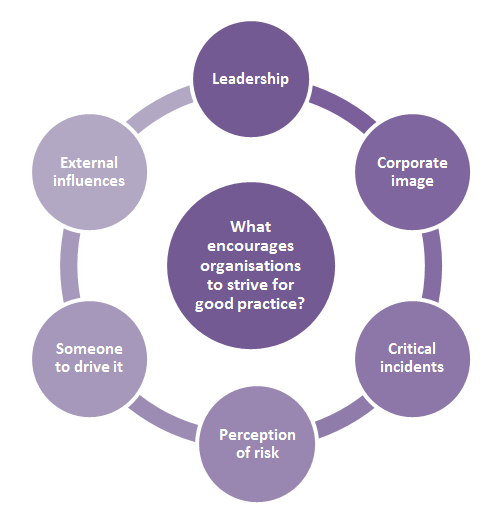 Leadership
Corporate
image
Critical
incidents
Perception
of risk
Someone
to drive it
External
influences
What
encourages
organisations
to strive for
good practice?